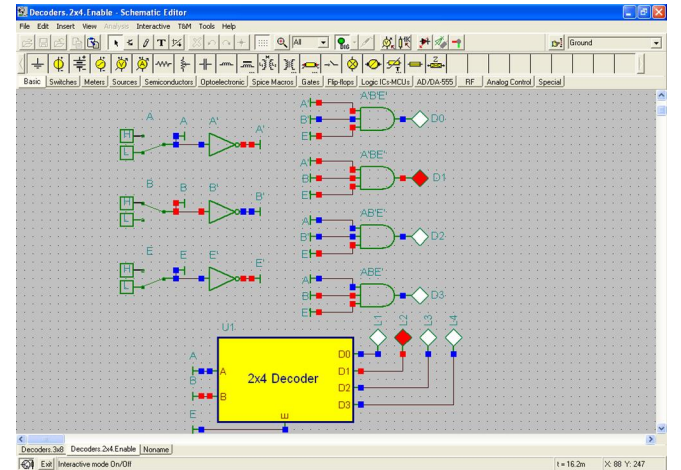 Decoders.2x4.Enable - Schematic Editor
File Edit Insert View Analysis Interactive T&M Tools Help
All
DIG
Ground
Basic Switches Meters Sources Semiconductors Optoelectronic Spice Macros Gates Flip-flops Logic ICs-MCUs AD/DA-555 RF Analog Control Special
A
H
L
A
A'
A'
B
H
L
B
B'
B'
E
H
L
E
E'
E'
A'B'E'
A'
B'
E'
D0
A'BE'
A'
B
E'
D1
AB'E'
A
B'
E'
D2
ABE'
A
B
E'
D3
L1
L2
L3
L4
U1
2x4 Decoder
A
A
B
B
E
E
D0
D1
D2
D3
Decoders.3x8 Decoders.2x4.Enable Noname
Exit Interactive mode On/Off t = 16.2m X: 88 Y: 247